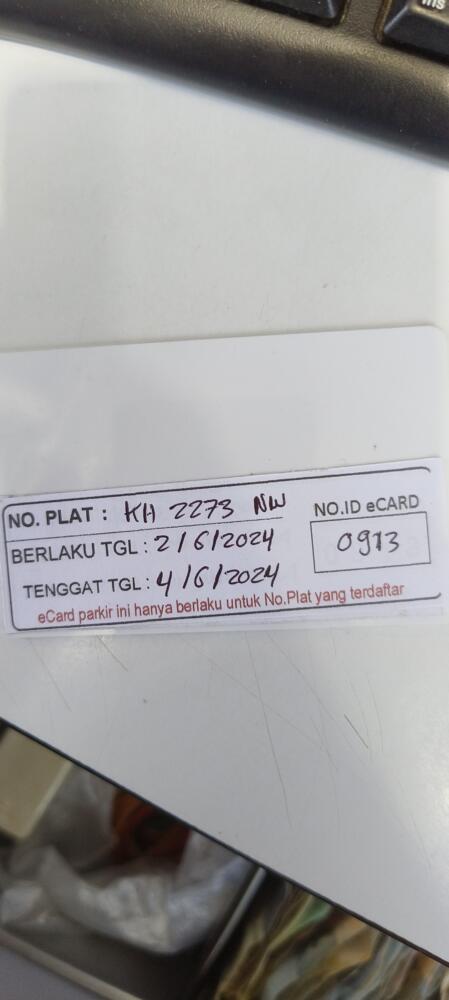 Ins
NO. PLAT : KH 2273 NW
NO.ID eCARD
BERLAKU TGL : 2/6/2024
0913
TENGGAT TGL : 4/6/2024
eCard parkir ini hanya berlaku untuk No.Plat yang terdaftar